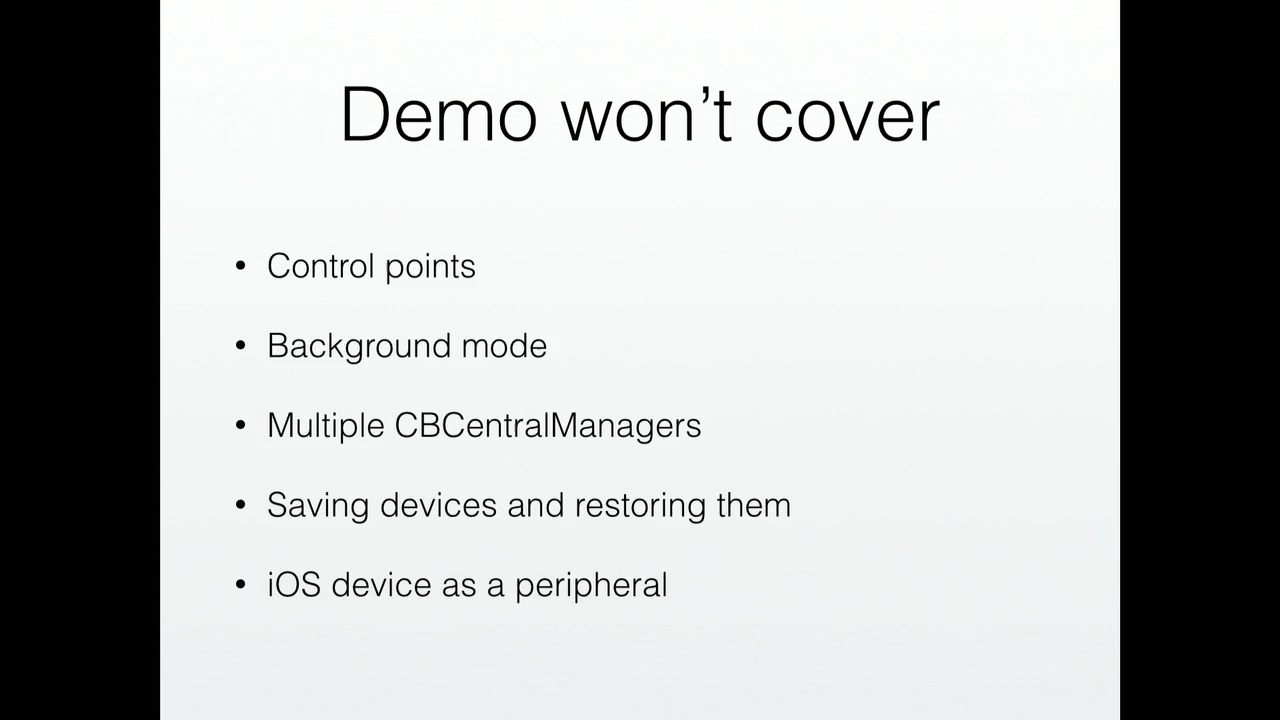 Demo won’t cover
• Control points
• Background mode
• Multiple CBCentralManagers
• Saving devices and restoring them
• iOS device as a peripheral